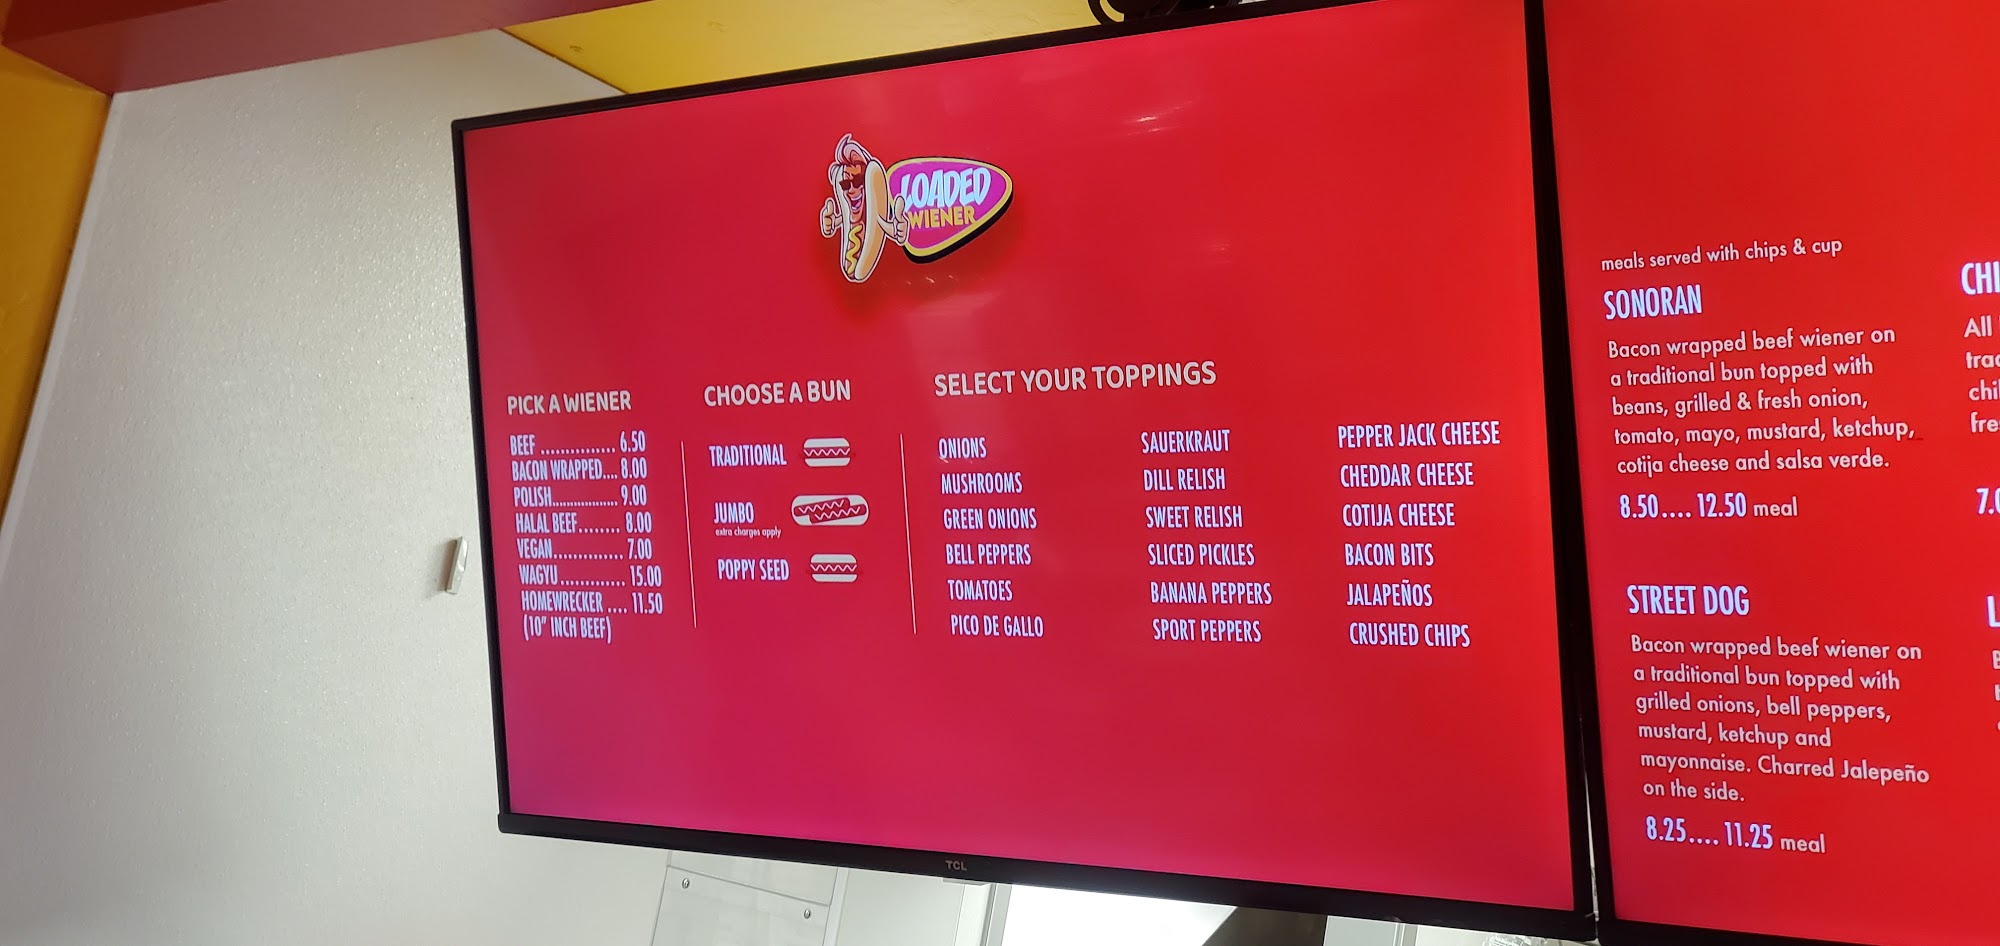 LOADED
WIENER
PICK A WIENER
BEEF ............... 6.50
BACON WRAPPED.... 8.00
POLISH................. 9.00
HALAL BEEF........ 8.00
VEGAN.............. 7.00
WAGYU............. 15.00
HOMEWRECKER .... 11.50
(10" INCH BEEF)
CHOOSE A BUN
TRADITIONAL
JUMBO
extra charges apply
POPPY SEED
SELECT YOUR TOPPINGS
ONIONS
MUSHROOMS
GREEN ONIONS
BELL PEPPERS
TOMATOES
PICO DE GALLO
SAUERKRAUT
DILL RELISH
SWEET RELISH
SLICED PICKLES
BANANA PEPPERS
SPORT PEPPERS
PEPPER JACK CHEESE
CHEDDAR CHEESE
COTIJA CHEESE
BACON BITS
JALAPEÑOS
CRUSHED CHIPS
TCL
meals served with chips & cup
SONORAN
Bacon wrapped beef wiener on
a traditional bun topped with
beans, grilled & fresh onion,
tomato, mayo, mustard, ketchup,
cotija cheese and salsa verde.
8.50.... 12.50 meal
STREET DOG
Bacon wrapped beef wiener on
a traditional bun topped with
grilled onions, bell peppers,
mustard, ketchup and
mayonnaise. Charred Jalepeño
on the side.
8.25.... 11.25 meal
All